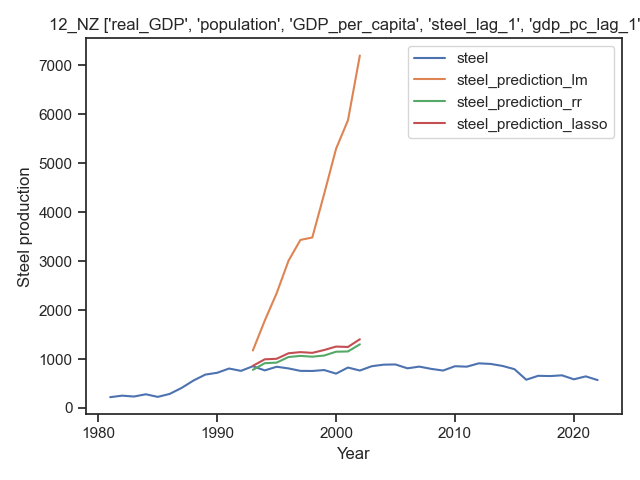 12_NZ ['real_GDP', 'population', 'GDP_per_capita', 'steel_lag_1', 'gdp_pc_lag_1'
steel
steel_prediction_lm
steel_prediction_rr
steel_prediction_lasso
7000
6000
5000
4000
3000
2000
1000
0
Steel production
1980
1990
2000
2010
2020
Year